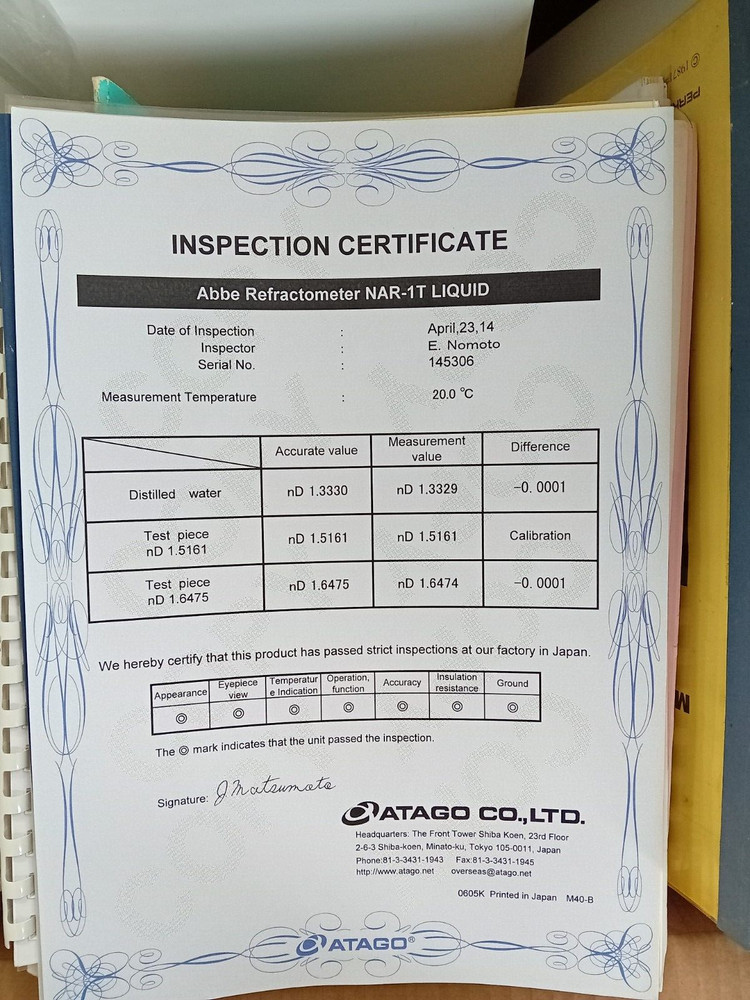 © 1987
INSPECTION CERTIFICATE
Abbe Refractometer NAR-1T LIQUID
Date of Inspection : April,23,14
Inspector : E. Nomoto
Serial No. : 145306
Measurement Temperature : 20.0 ℃
Accurate value Measurement value Difference
Distilled water nD 1.3330 nD 1.3329 −0.0001
Test piece nD 1.5161 nD 1.5161 nD 1.5161 Calibration
Test piece nD 1.6475 nD 1.6475 nD 1.6474 −0.0001
We hereby certify that this product has passed strict inspections at our factory in Japan.
Appearance Eyepiece view Temperatur e Indication Operation, function Accuracy Insulation resistance Ground
◎ ◎ ◎ ◎ ◎ ◎ ◎
The ◎ mark indicates that the unit passed the inspection.
Signature: J Matsumoto
ATAGO CO.,LTD.
Headquarters: The Front Tower Shiba Koen, 23rd Floor
2-6-3 Shiba-koen, Minato-ku, Tokyo 105-0011, Japan
Phone:81-3-3431-1943 Fax:81-3-3431-1945
http://www.atago.net overseas@atago.net
0605K Printed in Japan M40-B
ATAGO®